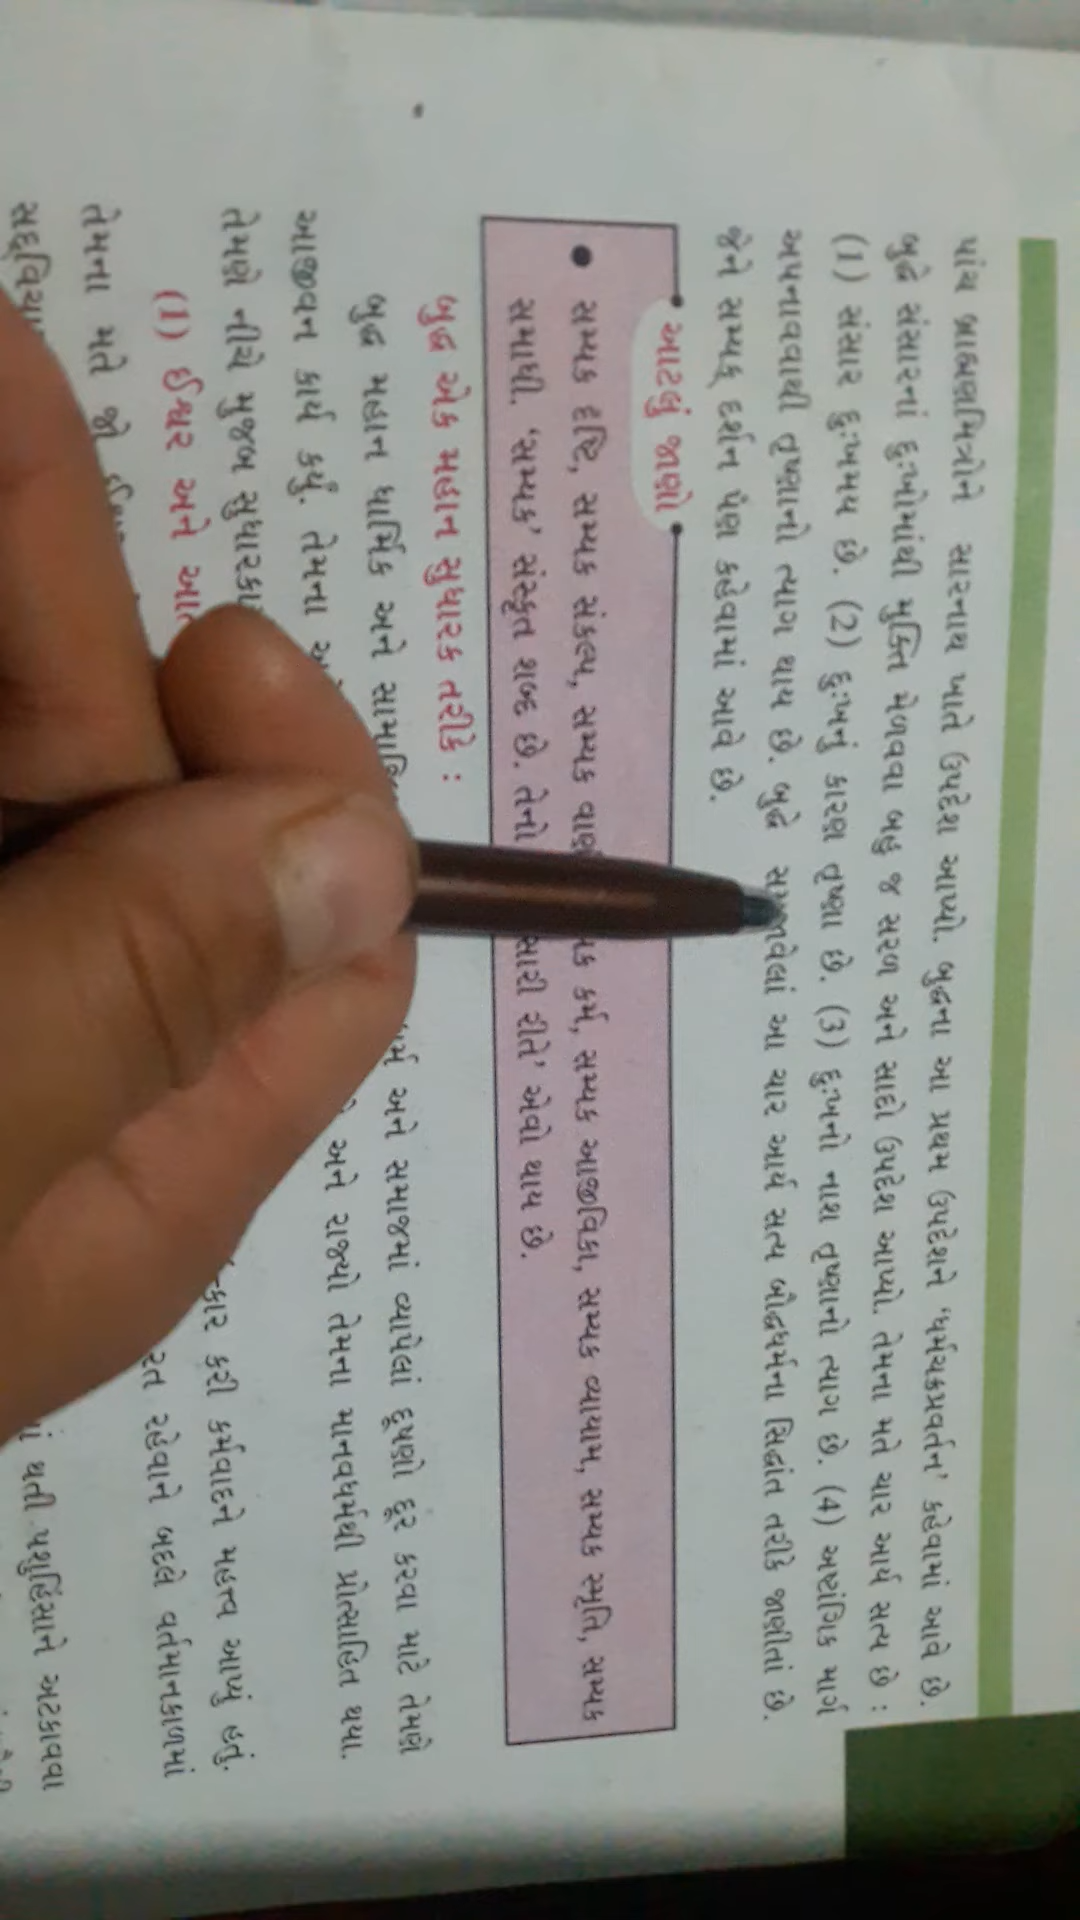 પાંચ બ્રાહ્મણમિત્રોને સારનાથ ખાતે ઉપદેશ આપ્યો. બુદ્ધના આ પ્રથમ ઉપદેશને ‘ધર્મચક્રપ્રવર્તન’ કહેવામાં આવે છે.
બુદ્ધે સંસારનાં દુઃખોમાંથી મુક્તિ મેળવવા બહુ જ સરળ અને સાદો ઉપદેશ આપ્યો. તેમના મતે ચાર આર્ય સત્ય છે :
(1) સંસાર દુઃખમય છે. (2) દુઃખનું કારણ તૃષ્ણા છે. (3) દુઃખનો નાશ તૃષ્ણાનો ત્યાગ છે. (4) અષ્ટાંગિક માર્ગ
અપનાવવાથી તૃષ્ણાનો ત્યાગ થાય છે. બુદ્ધે આ ચાર આર્ય સત્ય બૌદ્ધધર્મના સિદ્ધાંત તરીકે જાણીતાં છે.
જેને સમ્યક્ દર્શન પણ કહેવામાં આવે છે.
આટલું જાણો
● સમ્યક દૃષ્ટિ, સમ્યક સંકલ્પ, સમ્યક કર્મ, સમ્યક આજીવિકા, સમ્યક વ્યાયામ, સમ્યક સ્મૃતિ, સમ્યક
સમાધી. ‘સમ્યક’ સંસ્કૃત શબ્દ છે. તેનો સારી રીતે’ એવો થાય છે.
બુદ્ધ એક મહાન સુધારક તરીકે :
બુદ્ધ મહાન ધાર્મિક અને અને સમાજમાં વ્યાપેલાં દૂષણો દૂર કરવા માટે તેમણે
આજીવન કાર્ય કર્યું. તેમના અને રાજ્યો તેમના માનવધર્મથી પ્રોત્સાહિત થયા.
તેમણે નીચે મુજબ કરી કર્મવાદને મહત્ત્વ આપ્યું હતું.
(1) ઈશ્વર અને
તેમના મતે જો રહેવાને બદલે વર્તમાનકાળમાં
થતી પશુહિંસાને અટકાવવા